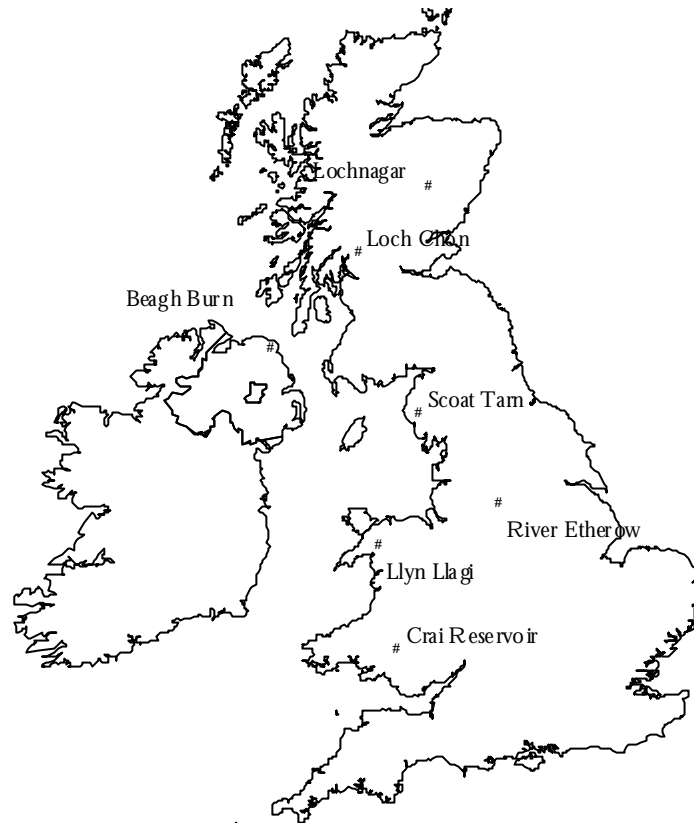 Lochnagar
#
# Loch Chon
Beagh Burn
#
# Scoat Tarn
#
River Etherow
#
Llyn Llagi
# Crai Reservoir